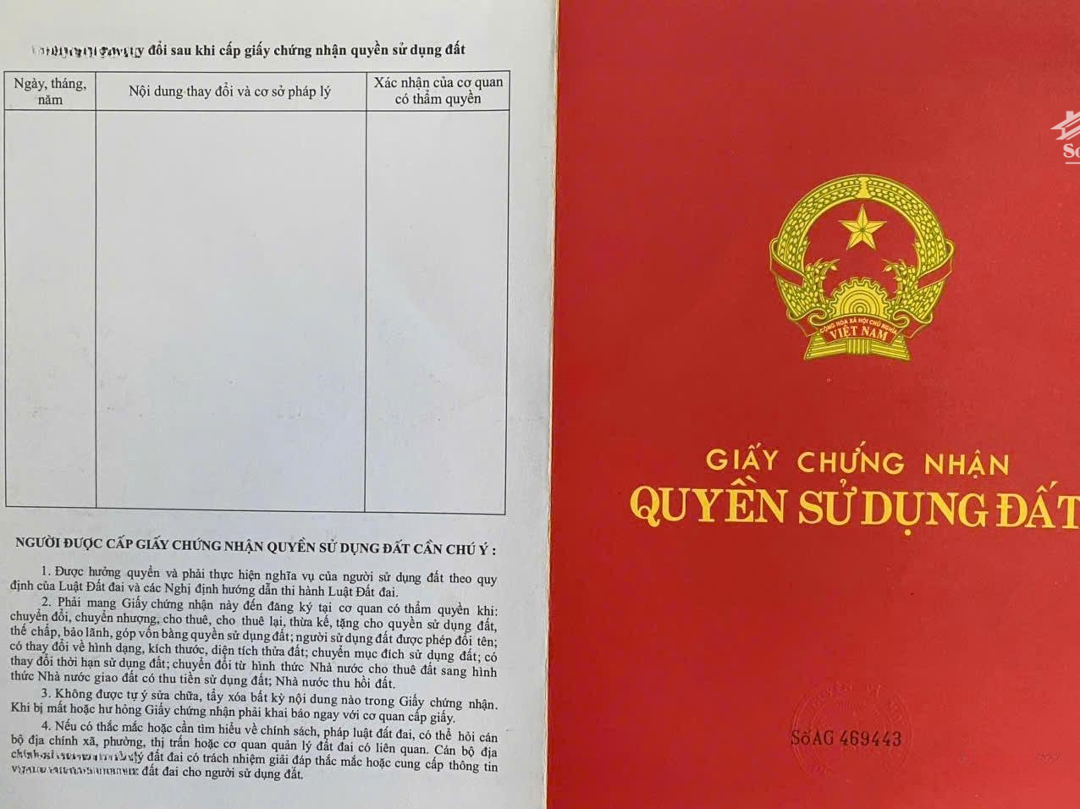 đổi sau khi cấp giấy chứng nhận quyền sử dụng đất
Ngày, tháng, năm
Nội dung thay đổi và cơ sở pháp lý
Xác nhận của cơ quan có thẩm quyền
NGƯỜI ĐƯỢC CẤP GIẤY CHỨNG NHẬN QUYỀN SỬ DỤNG ĐẤT CẦN CHÚ Ý :
1. Được hưởng quyền và phải thực hiện nghĩa vụ của người sử dụng đất theo quy
định của Luật Đất đai và các Nghị định hướng dẫn thi hành Luật Đất đai.
2. Phải mang Giấy chứng nhận này đến đăng ký tại cơ quan có thẩm quyền khi:
chuyển đổi, chuyển nhượng, cho thuê, cho thuê lại, thừa kế, tặng cho quyền sử dụng đất,
thế chấp, bảo lãnh, góp vốn bằng quyền sử dụng đất; người sử dụng đất được phép đổi tên;
có thay đổi về hình dạng, kích thước, diện tích thửa đất; chuyển mục đích sử dụng đất; có
thay đổi thời hạn sử dụng đất; chuyển đổi từ hình thức Nhà nước cho thuê đất sang hình
thức Nhà nước giao đất có thu tiền sử dụng đất; Nhà nước thu hồi đất.
3. Không được tự ý sửa chữa, tẩy xóa bất kỳ nội dung nào trong Giấy chứng nhận.
Khi bị mất hoặc hư hỏng Giấy chứng nhận phải khai báo ngay với cơ quan cấp giấy.
4. Nếu có thắc mắc hoặc cần tìm hiểu về chính sách, pháp luật đất đai, có thể hỏi cán
bộ địa chính xã, phường, thị trấn hoặc cơ quan quản lý đất đai có liên quan. Cán bộ địa
đất đai có trách nhiệm giải đáp thắc mắc hoặc cung cấp thông tin
đất đai cho người sử dụng đất.
CỘNG HÒA XÃ HỘI CHỦ NGHĨA
VIỆT NAM
GIẤY CHỨNG NHẬN
QUYỀN SỬ DỤNG ĐẤT
Số AG 469443